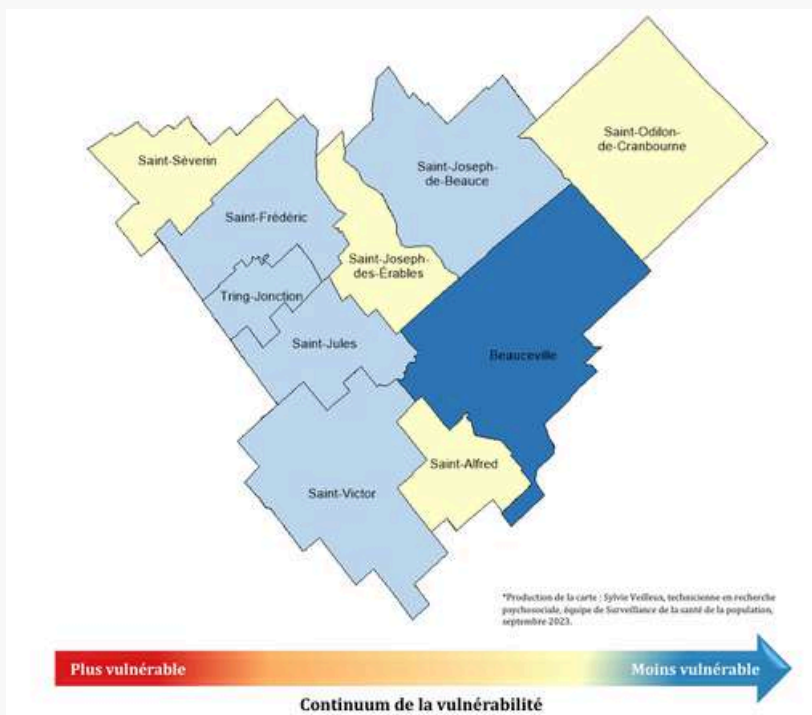 Saint-Odilon-
de-Cranbourne
Saint-Séverin
Saint-Joseph-
de-Beauce
Saint-Frédéric
Saint-Joseph-
des-Érables
Tring-Jonction
Saint-Jules
Beauceville
Saint-Alfred
Saint-Victor
*Production de la carte : Sylvie Veilleux, technicienne en recherche
psychosociale, équipe de Surveillance de la santé de la population,
septembre 2023.
Plus vulnérable
Moins vulnérable
Continuum de la vulnérabilité